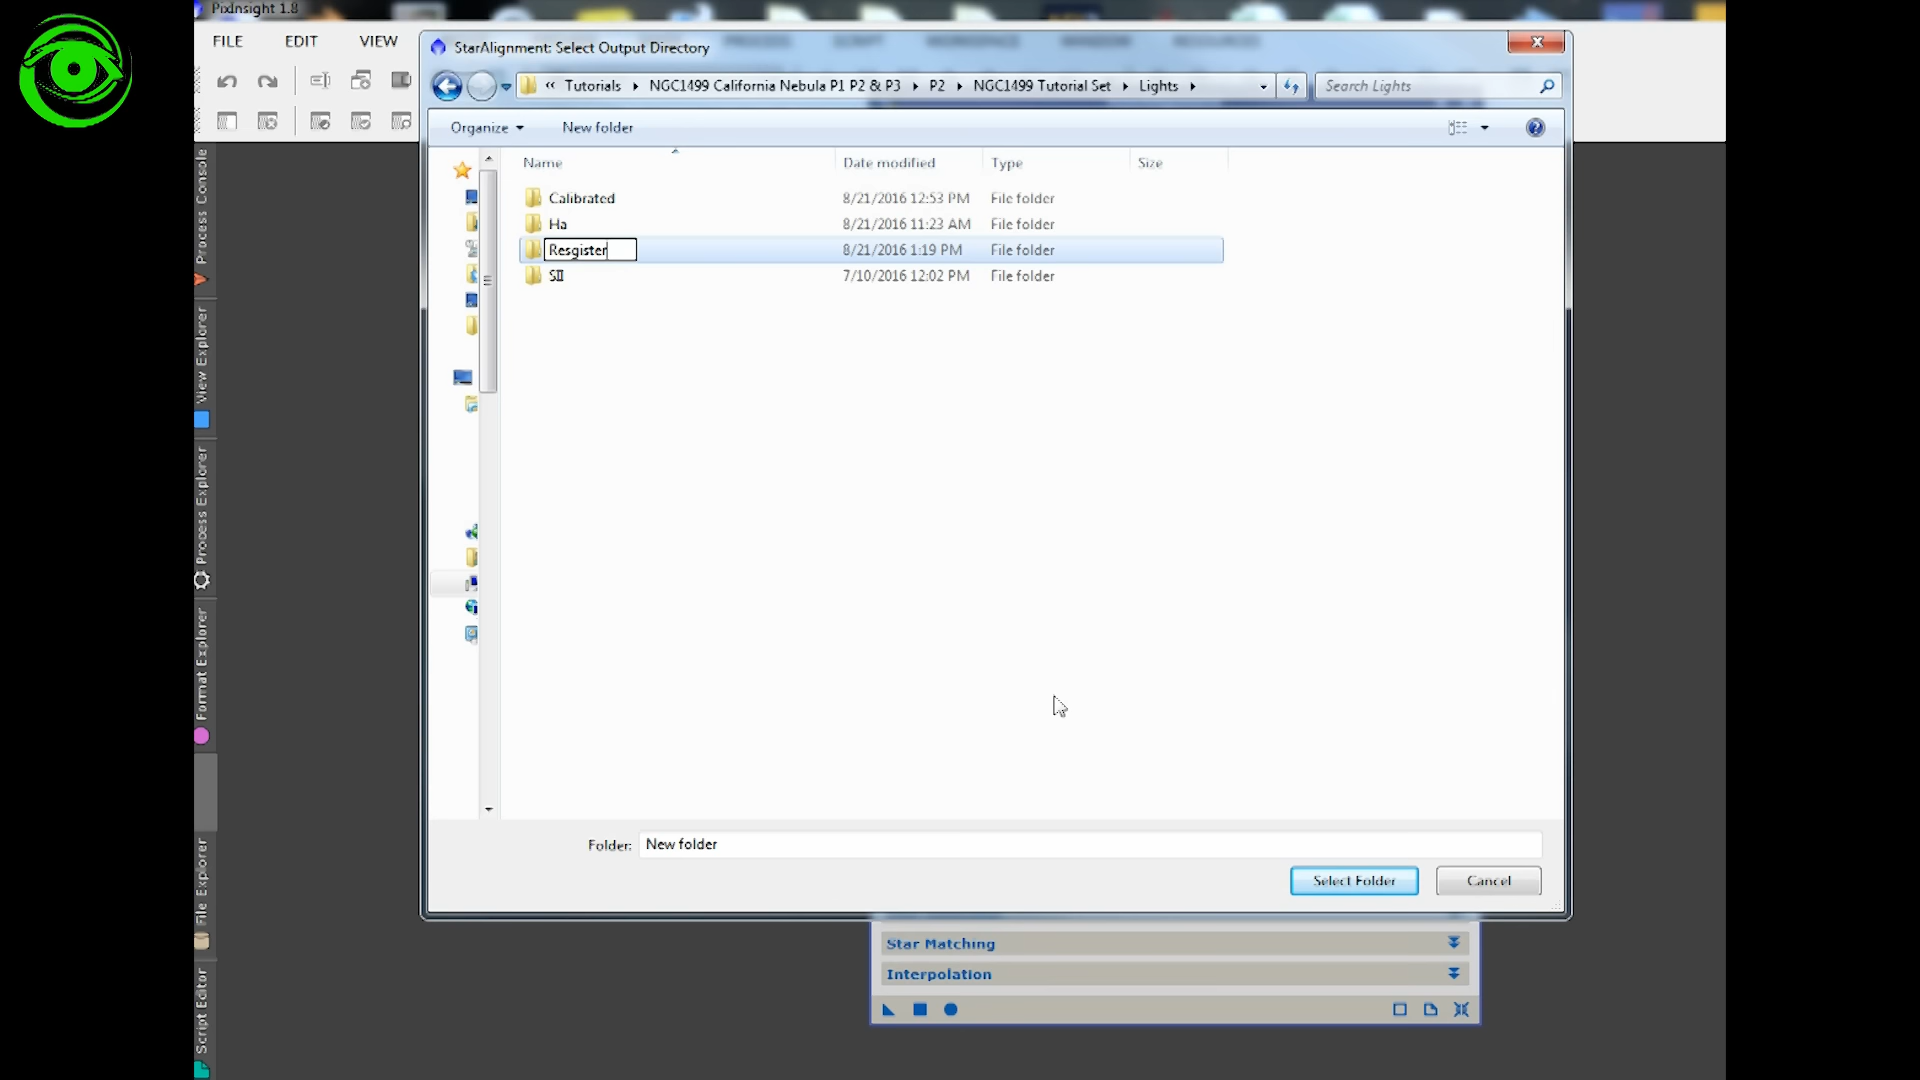 PixInsight 1.8
FILE EDIT VIEW
StarAlignment: Select Output Directory
« Tutorials NGC1499 California Nebula P1 P2 & P3 P2 NGC1499 Tutorial Set Lights
Search Lights
Organize New folder
Name Date modified Type Size
Calibrated 8/21/2016 12:53 PM File folder
Ha 8/21/2016 11:23 AM File folder
Resgister 8/21/2016 1:19 PM File folder
SII 7/10/2016 12:02 PM File folder
Folder: New folder
Select Folder Cancel
Star Matching
Interpolation
Process Console
View Explorer
Process Explorer
Format Explorer
File Explorer
Script Editor